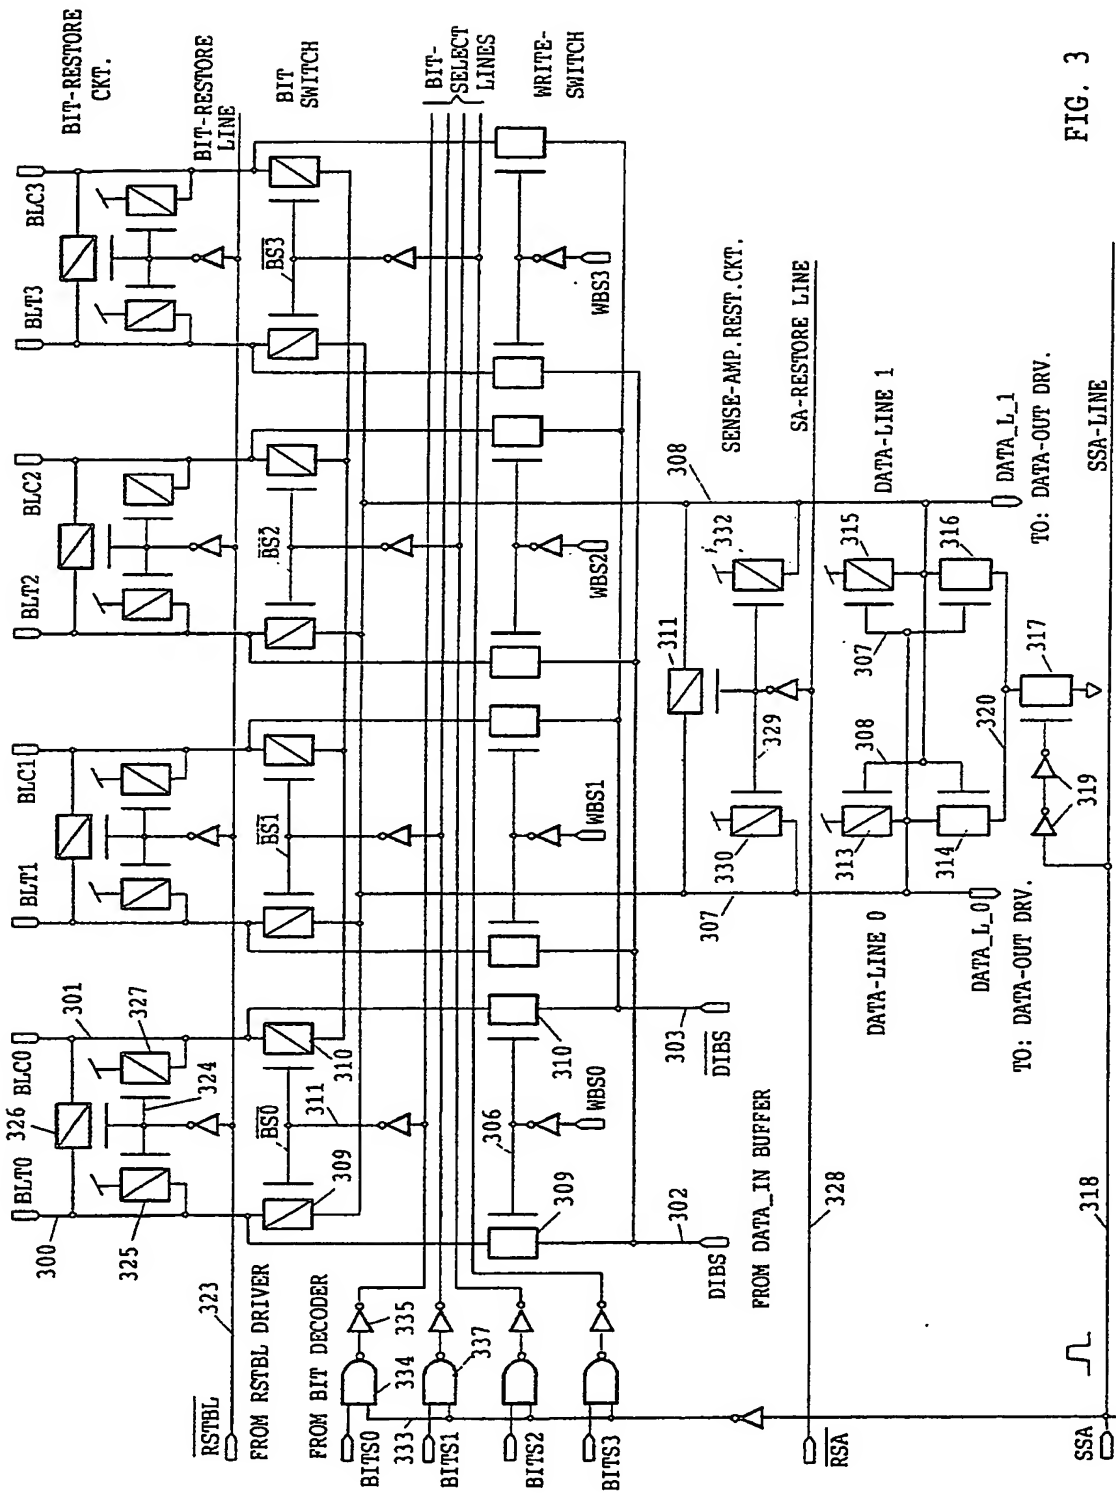 BIT-RESTORE
CKT.
BIT-RESTORE
LINE
BIT
SWITCH
BIT-
SELECT
LINES
WRITE-
SWITCH
FIG. 3
BLT0
BLC0
BLT1
BLC1
BLT2
BLC2
BLT3
BLC3
300
326
301
325
324
327
RSTBL
323
FROM RSTBL DRIVER
BS0
BS1
BS2
BS3
309
311
310
FROM BIT DECODER
BITS0
333
BITS1
BITS2
BITS3
334
335
337
306
309
310
WBS0
WBS1
WBS2
WBS3
302
303
DIBS
DIBS
FROM DATA_IN BUFFER
SENSE-AMP.REST.CKT.
307
308
311
329
330
332
SA-RESTORE LINE
328
RSA
DATA-LINE 0
DATA-LINE 1
313
314
308
307
315
316
320
317
319
DATA_L_0
TO: DATA-OUT DRV.
DATA_L_1
TO: DATA-OUT DRV.
SSA
318
SSA-LINE